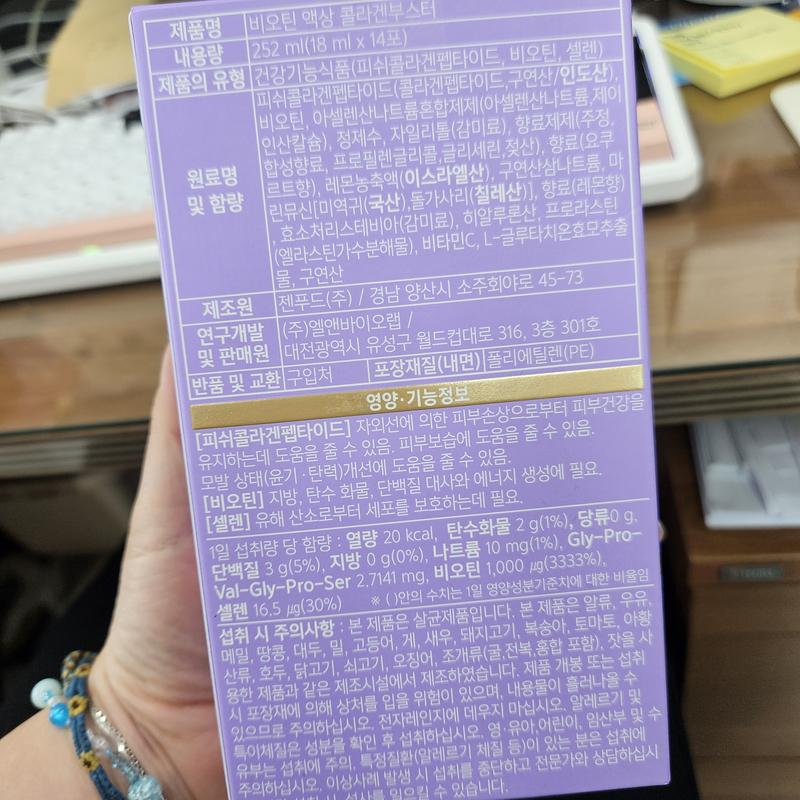 제품명 비오틴 액상 콜라겐부스터
내용량 252 ml(18 ml x 14포)
제품의 유형 건강기능식품(피쉬콜라겐펩타이드, 비오틴, 셀렌)
원료명 및 함량
피쉬콜라겐펩타이드(콜라겐펩타이드,구연산/인도산),
비오틴, 아셀렌산나트륨혼합제제(아셀렌산나트륨,제이
인산칼슘), 정제수, 자일리톨(감미료), 향료제제(주정,
합성향료, 프로필렌글리콜,글리세린,젖산), 향료(요쿠
르트향), 레몬농축액(이스라엘산), 구연산삼나트륨, 마
린뮤신[미역귀(국산),돌가사리(칠레산)], 향료(레몬향)
, 효소처리스테비아(감미료), 히알루론산, 프로라스틴
(엘라스틴가수분해물), 비타민C, L-글루타치온효모추출
물, 구연산
제조원 젠푸드(주) / 경남 양산시 소주회야로 45-73
연구개발 및 판매원
(주)엘앤바이오랩 /
대전광역시 유성구 월드컵대로 316, 3층 301호
반품 및 교환 구입처 포장재질(내면) 폴리에틸렌(PE)
영양·기능정보
[피쉬콜라겐펩타이드] 자외선에 의한 피부손상으로부터 피부건강을
유지하는데 도움을 줄 수 있음. 피부보습에 도움을 줄 수 있음.
모발 상태(윤기·탄력)개선에 도움을 줄 수 있음.
[비오틴] 지방, 탄수 화물, 단백질 대사와 에너지 생성에 필요.
[셀렌] 유해 산소로부터 세포를 보호하는데 필요.
1일 섭취량 당 함량 : 열량 20 kcal, 탄수화물 2 g(1%), 당류0 g,
단백질 3 g(5%), 지방 0 g(0%), 나트륨 10 mg(1%), Gly-Pro-
Val-Gly-Pro-Ser 2.7141 mg, 비오틴 1,000 ㎍(3333%),
셀렌 16.5 ㎍(30%) ※ ( )안의 수치는 1일 영양성분기준치에 대한 비율임
섭취 시 주의사항 : 본 제품은 살균제품입니다. 본 제품은 알류, 우유,
메밀, 땅콩, 대두, 밀, 고등어, 게, 새우, 돼지고기, 복숭아, 토마토, 아황
산류, 호두, 닭고기, 쇠고기, 오징어, 조개류(굴,전복,홍합 포함), 잣을 사
용한 제품과 같은 제조시설에서 제조하였습니다. 제품 개봉 또는 섭취
시 포장재에 의해 상처를 입을 위험이 있으며, 내용물이 흘러나올 수
있으므로 주의하십시오. 전자레인지에 데우지 마십시오. 알레르기 및
특이체질은 성분을 확인 후 섭취하십시오. 영·유아,어린이, 임산부 및 수
유부는 섭취에 주의, 특정질환(알레르기 체질 등)이 있는 분은 섭취에
주의하십시오. 이상사례 발생 시 섭취를 중단하고 전문가와 상담하십시